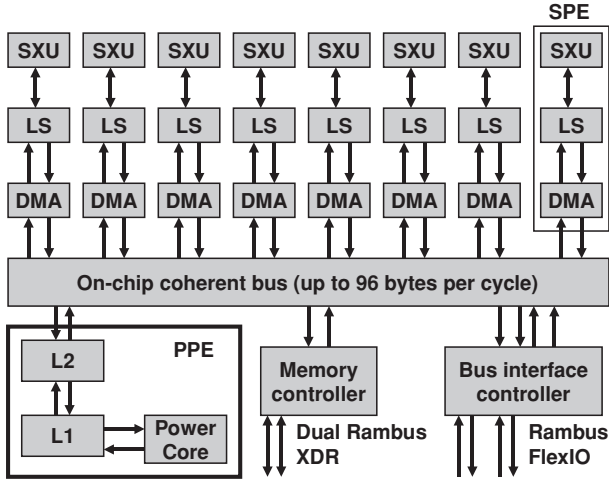 SPE
SXU SXU SXU SXU SXU SXU SXU SXU
LS LS LS LS LS LS LS LS
DMA DMA DMA DMA DMA DMA DMA DMA
On-chip coherent bus (up to 96 bytes per cycle)
PPE
L2
L1
Power
Core
Memory
controller
Dual Rambus
XDR
Bus interface
controller
Rambus
FlexIO